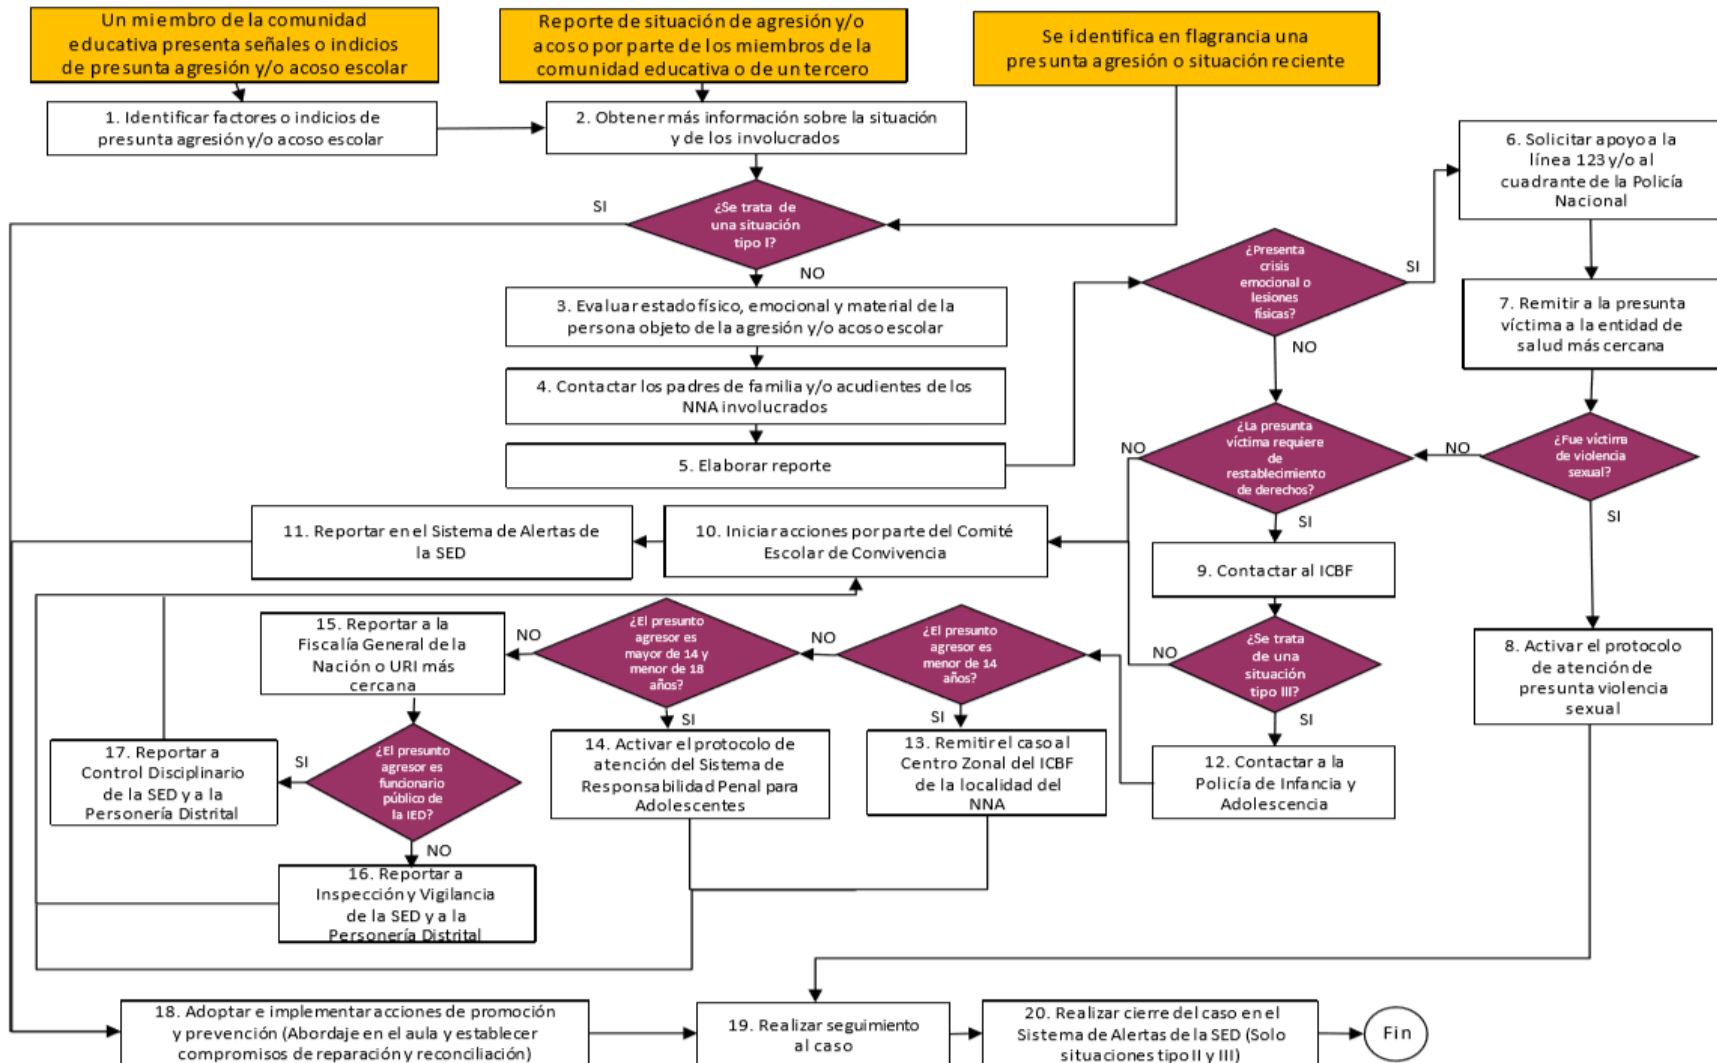 Un miembro de la comunidad
educativa presenta señales o indicios
de presunta agresión y/o acoso escolar
Reporte de situación de agresión y/o
acoso por parte de los miembros de la
comunidad educativa o de un tercero
Se identifica en flagrancia una
presunta agresión o situación reciente
1. Identificar factores o indicios de
presunta agresión y/o acoso escolar
2. Obtener más información sobre la situación
y de los involucrados
6. Solicitar apoyo a la
línea 123 y/o al
cuadrante de la Policía
Nacional
SI
¿Se trata de
una situación
tipo I?
NO
¿Presenta
crisis
emocional o
lesiones
físicas?
SI
NO
3. Evaluar estado físico, emocional y material de la
persona objeto de la agresión y/o acoso escolar
7. Remitir a la presunta
víctima a la entidad de
salud más cercana
4. Contactar los padres de familia y/o acudientes de los
NNA involucrados
5. Elaborar reporte
NO
¿La presunta
víctima requiere
de
restablecimiento
de derechos?
NO
¿Fue víctima
de violencia
sexual?
SI
SI
11. Reportar en el Sistema de Alertas de
la SED
10. Iniciar acciones por parte del Comité
Escolar de Convivencia
9. Contactar al ICBF
15. Reportar a la
Fiscalía General de la
Nación o URI más
cercana
NO
¿El presunto
agresor es
mayor de 14 y
menor de 18
años?
NO
¿El presunto
agresor es
menor de 14
años?
NO
¿Se trata
de una
situación
tipo III?
8. Activar el protocolo
de atención de
presunta violencia
sexual
SI
SI
SI
17. Reportar a
Control Disciplinario
de la SED y a la
Personería Distrital
SI
¿El presunto
agresor es
funcionario
público de
la IED?
NO
14. Activar el protocolo de
atención del Sistema de
Responsabilidad Penal para
Adolescentes
13. Remitir el caso al
Centro Zonal del ICBF
de la localidad del
NNA
12. Contactar a la
Policía de Infancia y
Adolescencia
16. Reportar a
Inspección y Vigilancia
de la SED y a la
Personería Distrital
18. Adoptar e implementar acciones de promoción
y prevención (Abordaje en el aula y establecer
compromisos de reparación y reconciliación)
19. Realizar seguimiento
al caso
20. Realizar cierre del caso en el
Sistema de Alertas de la SED (Solo
situaciones tipo II y III)
Fin